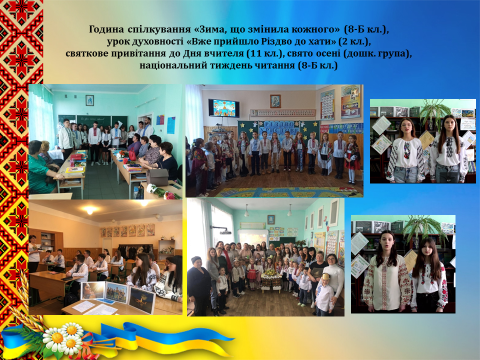 Година спілкування «Зима, що змінила кожного» (8-Б кл.),
урок духовності «Вже прийшло Різдво до хати» (2 кл.),
святкове привітання до Дня вчителя (11 кл.), свято осені (дошк. група),
національний тиждень читання (8-Б кл.)